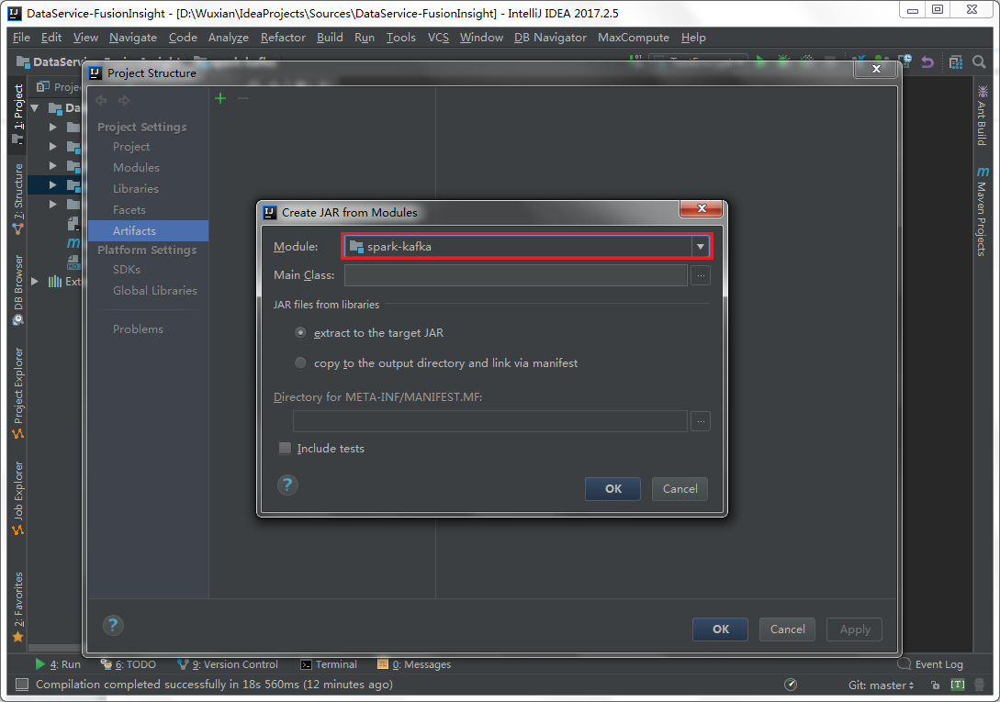 DataService-FusionInsight - [D:\Wuxian\IdeaProjects\Sources\DataService-FusionInsight] - IntelliJ IDEA 2017.2.5
File Edit View Navigate Code Analyze Refactor Build Run Tools VCS Window DB Navigator MaxCompute Help
DataServ
Project Structure
Proje
Da
Ext
1: Project
7: Structure
DB Browser
Project Explorer
Job Explorer
2: Favorites
Project Settings
Project
Modules
Libraries
Facets
Artifacts
Platform Settings
SDKs
Global Libraries
Problems
Create JAR from Modules
Module: spark-kafka
Main Class: ...
JAR files from libraries
extract to the target JAR
copy to the output directory and link via manifest
Directory for META-INF/MANIFEST.MF:
...
Include tests
? OK Cancel
? OK Cancel Apply
Ant Build
Maven Projects
4: Run 6: TODO 9: Version Control Terminal 0: Messages Event Log
Compilation completed successfully in 18s 560ms (12 minutes ago) Git: master [T]